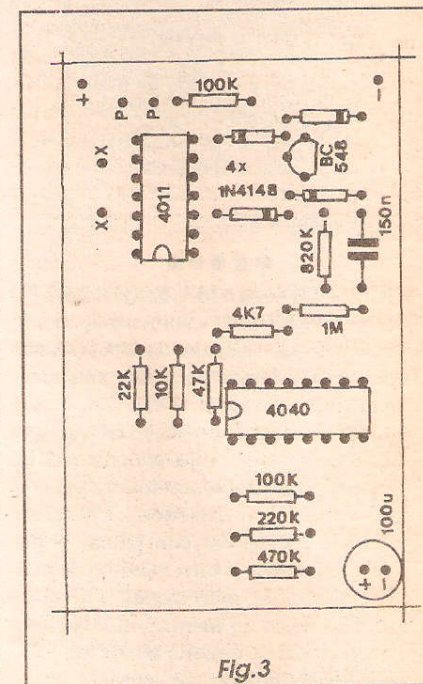 +
P
P
100K
-
X
X
4011
4x
1N4148
BC
548
820K
150n
4K7
1M
22K
10K
47K
4040
100K
220K
470K
100u
+ -
Fig.3